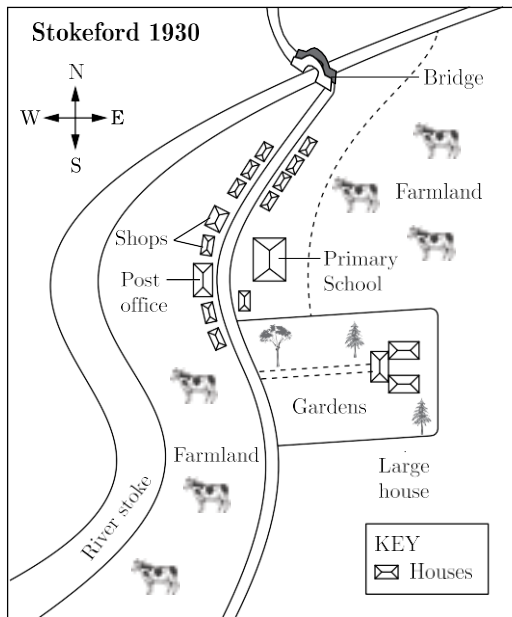 Stokeford 1930
N
W
E
S
Bridge
Farmland
Shops
Primary
School
Post
office
Gardens
Farmland
Large
house
River stoke
KEY
Houses